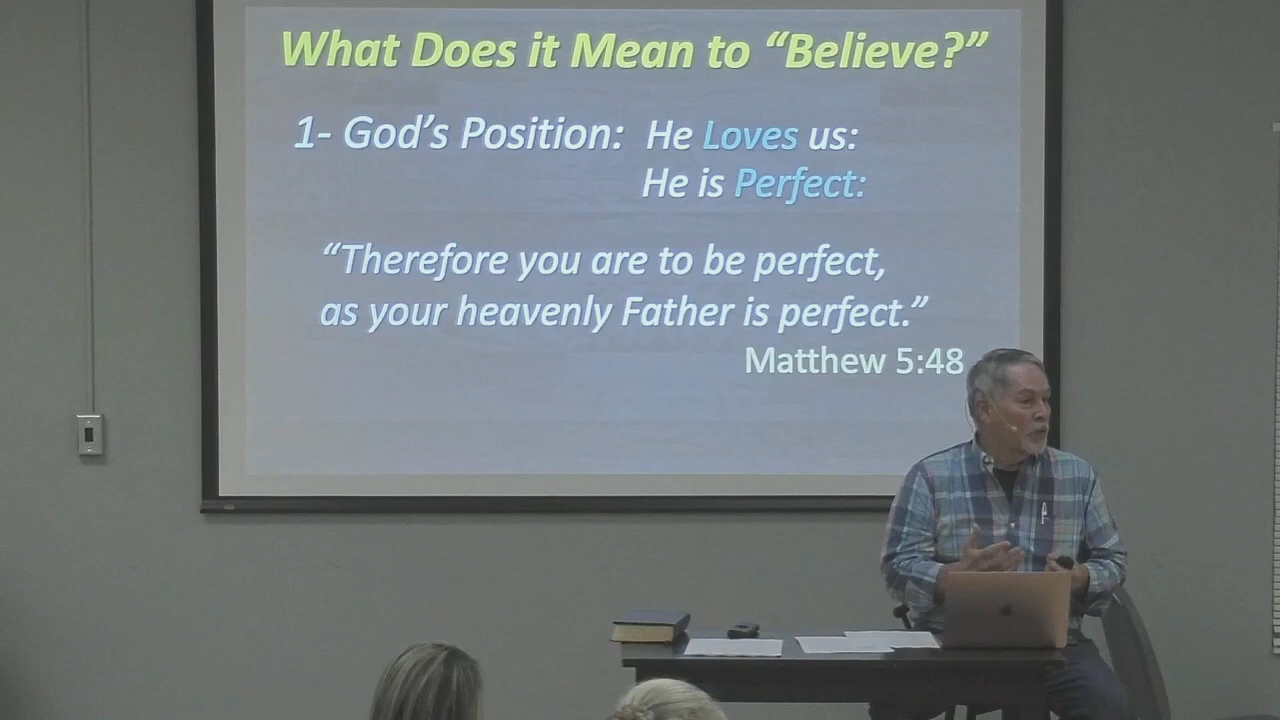 What Does it Mean to “Believe?”
1- God’s Position: He Loves us:
He is Perfect:
“Therefore you are to be perfect,
as your heavenly Father is perfect.”
Matthew 5:48